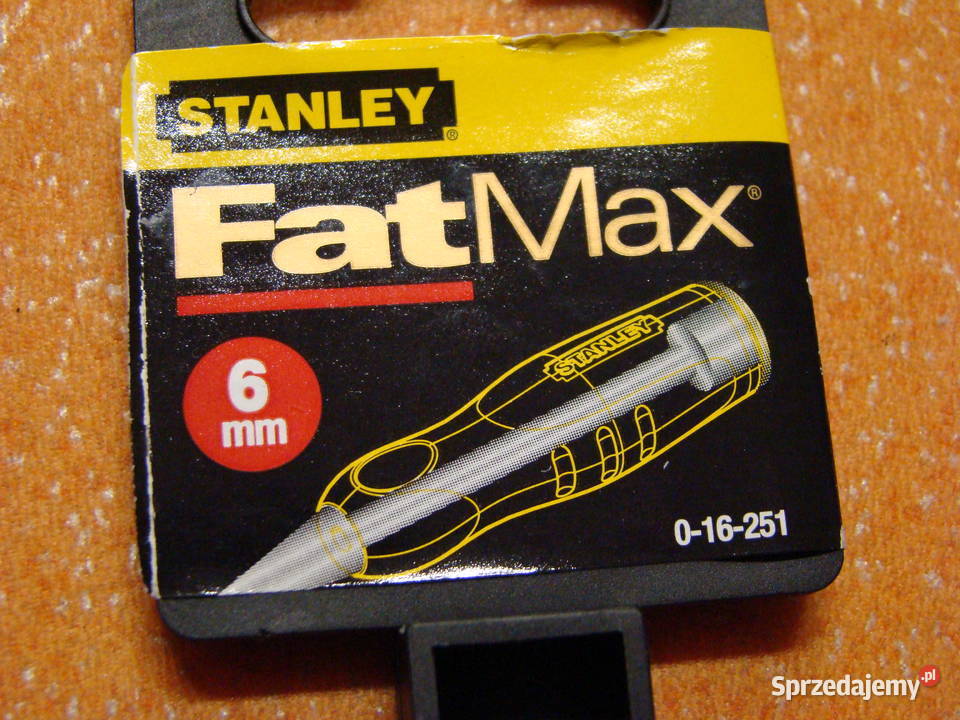 STANLEY®
FatMax®
STANLEY
6
mm
0-16-251
Sprzedajemy.pl